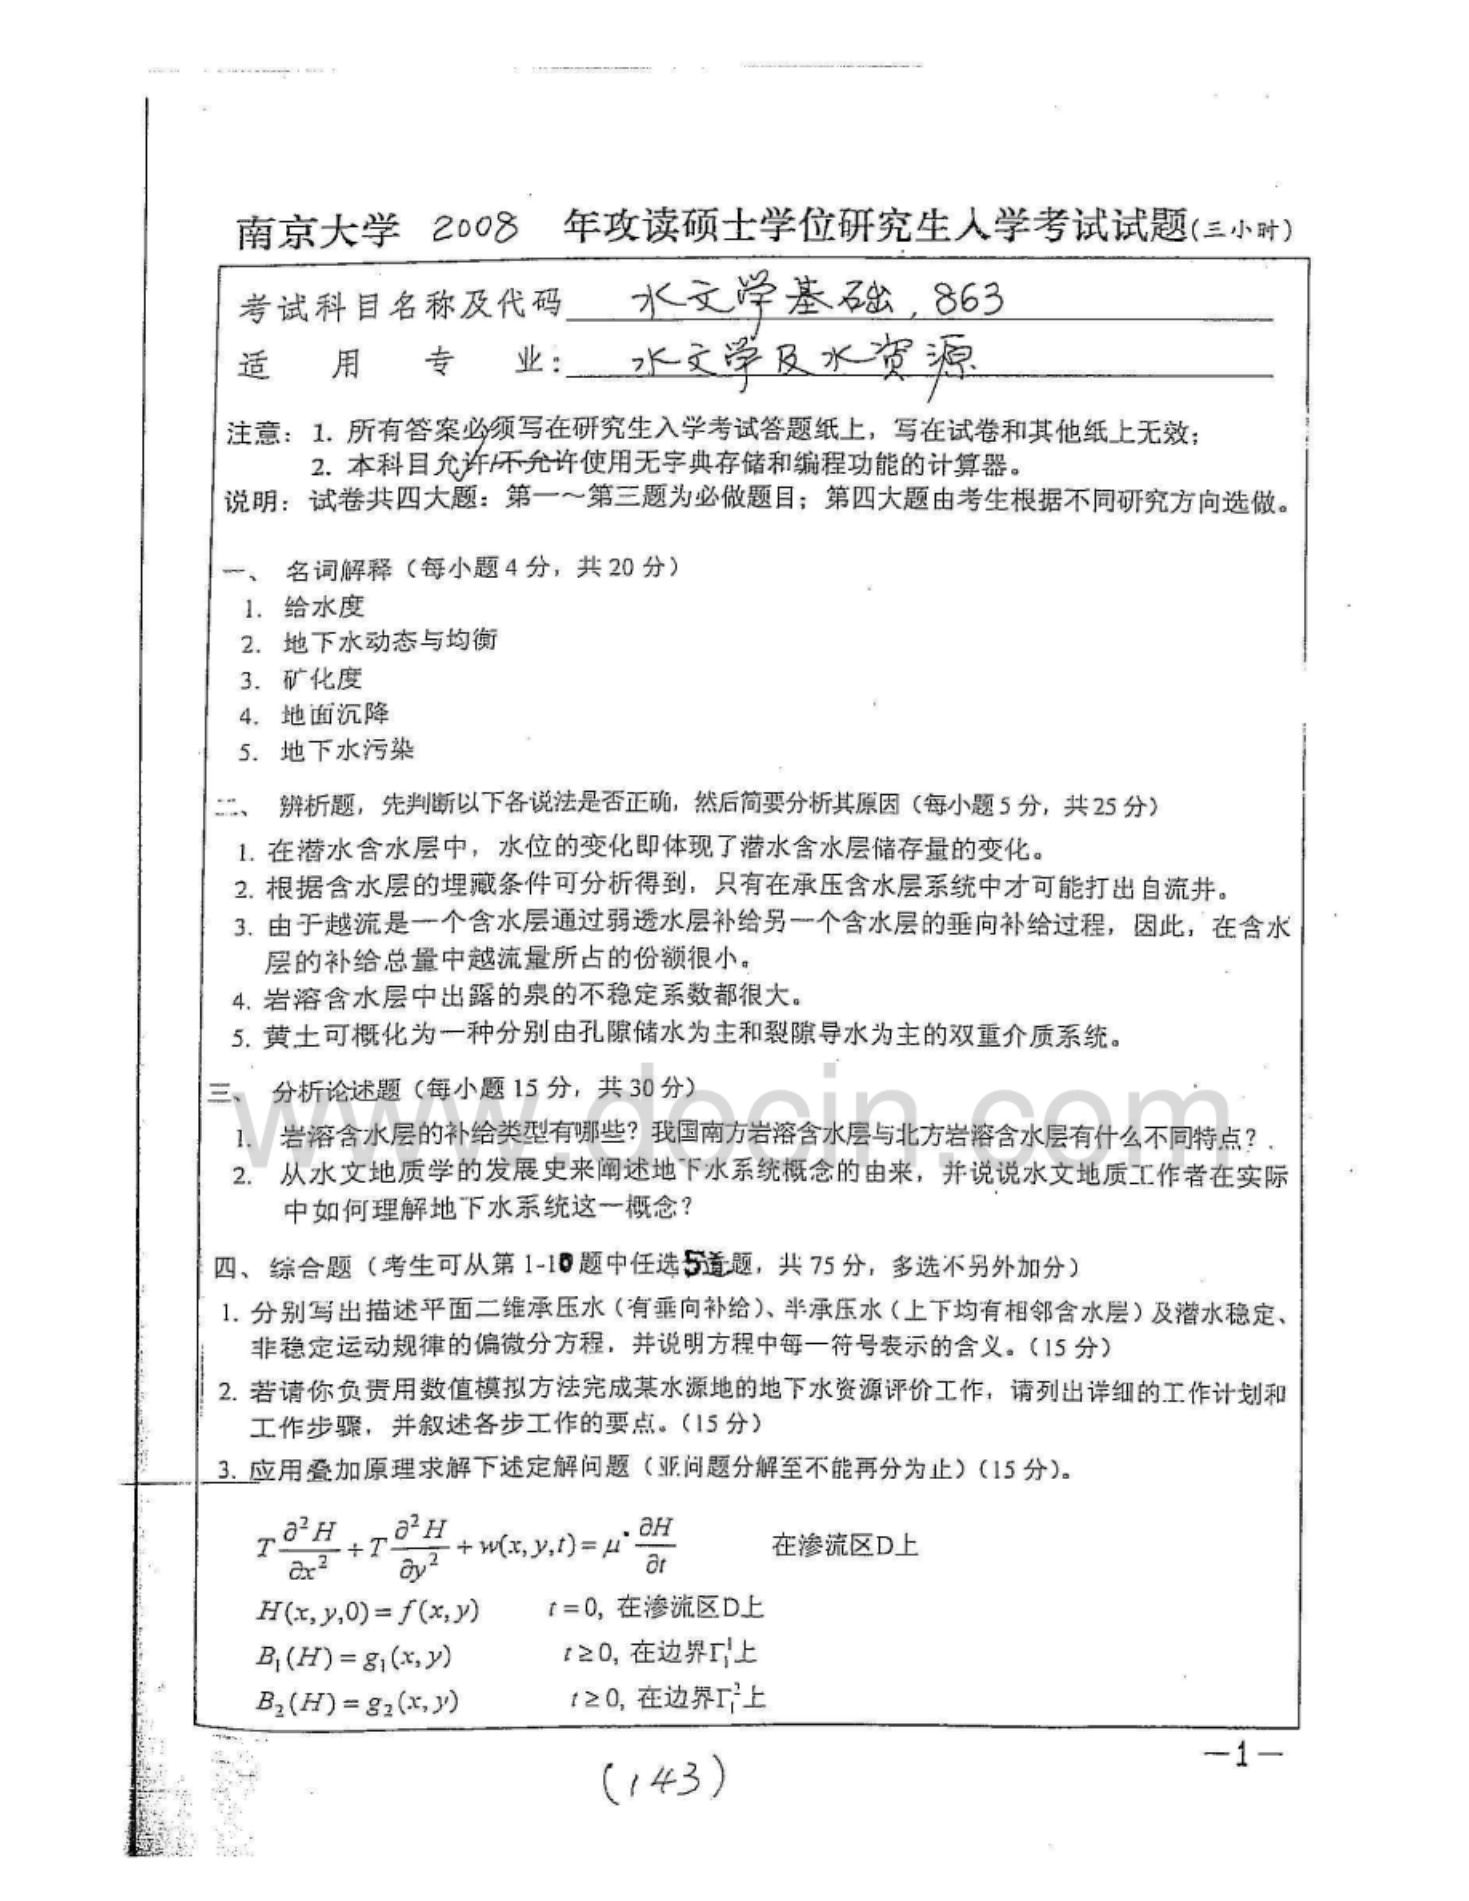 南京大学 2008 年攻读硕士学位研究生入学考试试题(三小时)
考试科目名称及代码 水文学基础, 863
适 用 专 业: 水文学及水资源
注意: 1. 所有答案必须写在研究生入学考试答题纸上，写在试卷和其他纸上无效；
2. 本科目允许/不允许使用无字典存储和编程功能的计算器。
说明: 试卷共四大题: 第一～第三题为必做题目；第四大题由考生根据不同研究方向选做。
一、 名词解释（每小题 4 分，共 20 分）
1. 给水度
2. 地下水动态与均衡
3. 矿化度
4. 地面沉降
5. 地下水污染
二、 辨析题，先判断以下各说法是否正确，然后简要分析其原因（每小题 5 分，共 25 分）
1. 在潜水含水层中，水位的变化即体现了潜水含水层储存量的变化。
2. 根据含水层的埋藏条件可分析得到，只有在承压含水层系统中才可能打出自流井。
3. 由于越流是一个含水层通过弱透水层补给另一个含水层的垂向补给过程，因此，在含水
层的补给总量中越流量所占的份额很小。
4. 岩溶含水层中出露的泉的不稳定系数都很大。
5. 黄土可概化为一种分别由孔隙储水为主和裂隙导水为主的双重介质系统。
三、 分析论述题（每小题 15 分，共 30 分）
1. 岩溶含水层的补给类型有哪些？我国南方岩溶含水层与北方岩溶含水层有什么不同特点？
2. 从水文地质学的发展史来阐述地下水系统概念的由来，并说说水文地质工作者在实际
中如何理解地下水系统这一概念？
四、 综合题（考生可从第 1-10 题中任选 5道题，共 75 分，多选不另外加分）
1. 分别写出描述平面二维承压水（有垂向补给）、半承压水（上下均有相邻含水层）及潜水稳定、
非稳定运动规律的偏微分方程，并说明方程中每一符号表示的含义。（15 分）
2. 若请你负责用数值模拟方法完成某水源地的地下水资源评价工作，请列出详细的工作计划和
工作步骤，并叙述各步工作的要点。（15 分）
3. 应用叠加原理求解下述定解问题（亚问题分解至不能再分为止）（15 分）。
T ∂²H/∂x² + T ∂²H/∂y² + w(x,y,t) = μ* ∂H/∂t 在渗流区D上
H(x,y,0) = f(x,y) t = 0, 在渗流区D上
B₁(H) = g₁(x,y) t ≥ 0, 在边界Γ₁¹上
B₂(H) = g₂(x,y) t ≥ 0, 在边界Γ₁²上
—1—
(143)
www.docin.com